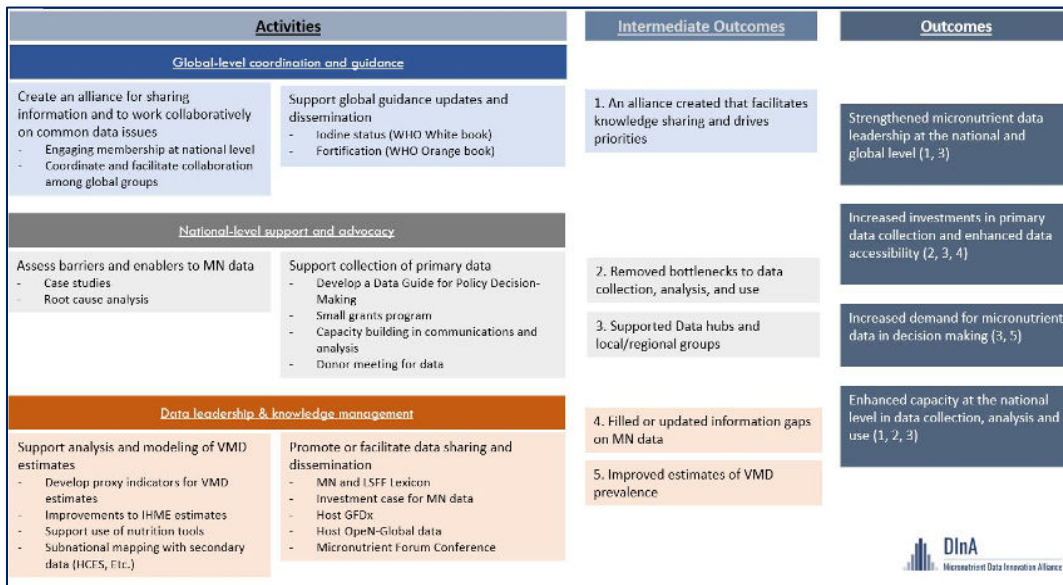 Activities
Intermediate Outcomes
Outcomes
Global-level coordination and guidance
Create an alliance for sharing
information and to work collaboratively
on common data issues
- Engaging membership at national level
- Coordinate and facilitate collaboration
among global groups
Support global guidance updates and
dissemination
- Iodine status (WHO White book)
- Fortification (WHO Orange book)
1. An alliance created that facilitates
knowledge sharing and drives
priorities
Strengthened micronutrient data
leadership at the national and
global level (1, 3)
National-level support and advocacy
Assess barriers and enablers to MN data
- Case studies
- Root cause analysis
Support collection of primary data
- Develop a Data Guide for Policy Decision-
Making
- Small grants program
- Capacity building in communications and
analysis
- Donor meeting for data
2. Removed bottlenecks to data
collection, analysis, and use
3. Supported Data hubs and
local/regional groups
Increased investments in primary
data collection and enhanced data
accessibility (2, 3, 4)
Increased demand for micronutrient
data in decision making (3, 5)
Data leadership & knowledge management
Support analysis and modeling of VMD
estimates
- Develop proxy indicators for VMD
estimates
- Improvements to IHME estimates
- Support use of nutrition tools
- Subnational mapping with secondary
data (HCES, Etc.)
Promote or facilitate data sharing and
dissemination
- MN and LSFF Lexicon
- Investment case for MN data
- Host GFDx
- Host OpeN-Global data
- Micronutrient Forum Conference
4. Filled or updated information gaps
on MN data
5. Improved estimates of VMD
prevalence
Enhanced capacity at the national
level in data collection, analysis and
use (1, 2, 3)
DInA
Micronutrient Data Innovation Alliance